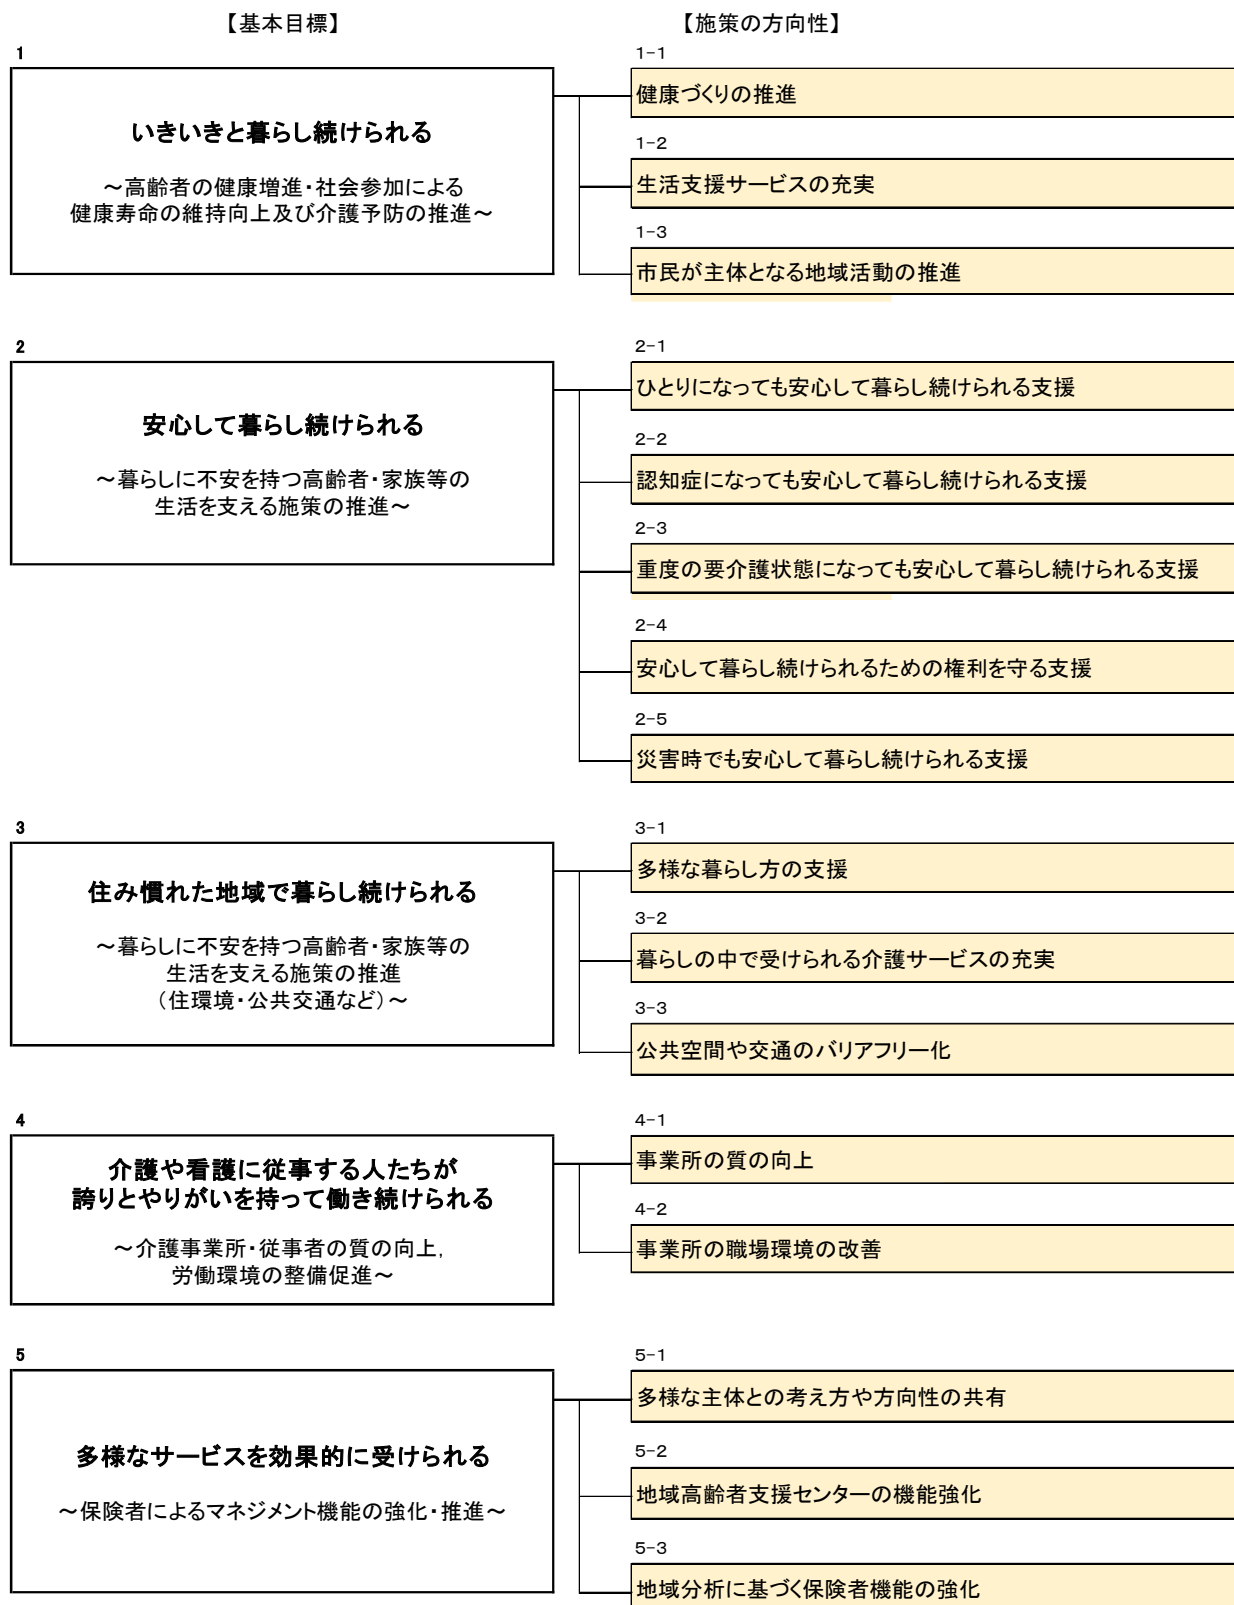 【基本目標】
【施策の方向性】
1
いきいきと暮らし続けられる
～高齢者の健康増進・社会参加による
健康寿命の維持向上及び介護予防の推進～
1-1
健康づくりの推進
1-2
生活支援サービスの充実
1-3
市民が主体となる地域活動の推進
2
安心して暮らし続けられる
～暮らしに不安を持つ高齢者・家族等の
生活を支える施策の推進～
2-1
ひとりになっても安心して暮らし続けられる支援
2-2
認知症になっても安心して暮らし続けられる支援
2-3
重度の要介護状態になっても安心して暮らし続けられる支援
2-4
安心して暮らし続けられるための権利を守る支援
2-5
災害時でも安心して暮らし続けられる支援
3
住み慣れた地域で暮らし続けられる
～暮らしに不安を持つ高齢者・家族等の
生活を支える施策の推進
（住環境・公共交通など）～
3-1
多様な暮らし方の支援
3-2
暮らしの中で受けられる介護サービスの充実
3-3
公共空間や交通のバリアフリー化
4
介護や看護に従事する人たちが
誇りとやりがいを持って働き続けられる
～介護事業所・従事者の質の向上，
労働環境の整備促進～
4-1
事業所の質の向上
4-2
事業所の職場環境の改善
5
多様なサービスを効果的に受けられる
～保険者によるマネジメント機能の強化・推進～
5-1
多様な主体との考え方や方向性の共有
5-2
地域高齢者支援センターの機能強化
5-3
地域分析に基づく保険者機能の強化